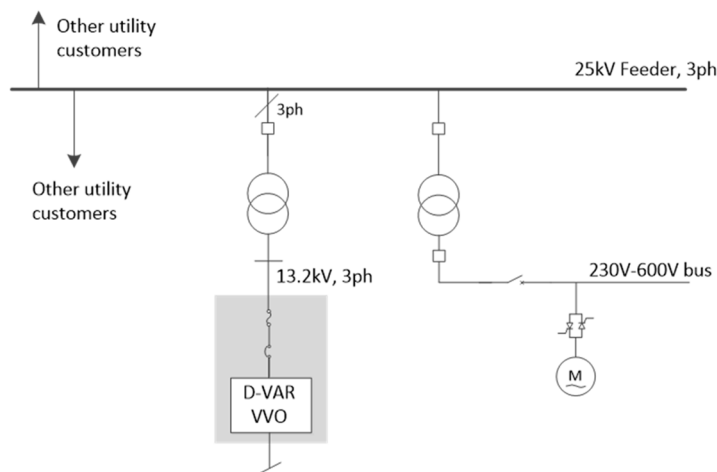 Other utility
customers
25kV Feeder, 3ph
3ph
Other utility
customers
13.2kV, 3ph
230V-600V bus
D-VAR
VVO
M